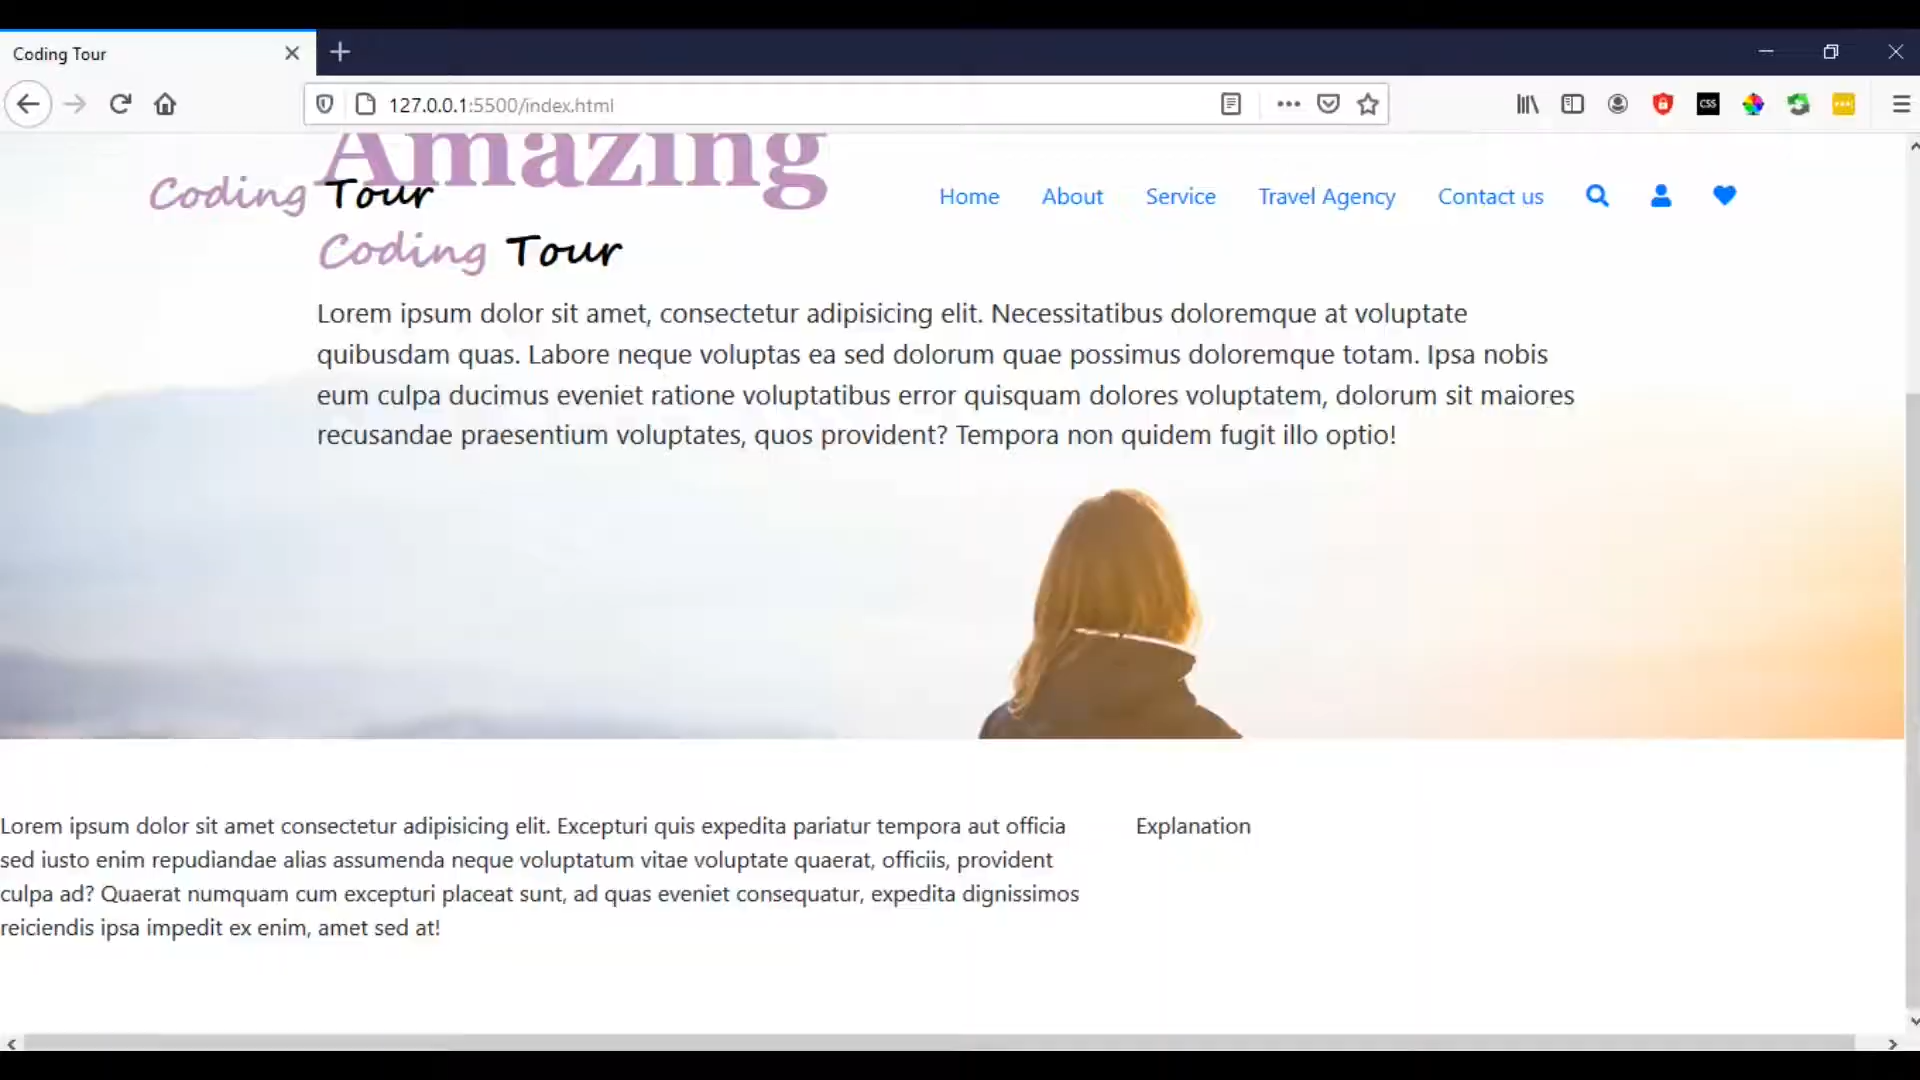 Coding Tour
127.0.0.1:5500/index.html
CSS
Amazing
Coding Tour
Home About Service Travel Agency Contact us
Coding Tour
Lorem ipsum dolor sit amet, consectetur adipisicing elit. Necessitatibus doloremque at voluptate
quibusdam quas. Labore neque voluptas ea sed dolorum quae possimus doloremque totam. Ipsa nobis
eum culpa ducimus eveniet ratione voluptatibus error quisquam dolores voluptatem, dolorum sit maiores
recusandae praesentium voluptates, quos provident? Tempora non quidem fugit illo optio!
Lorem ipsum dolor sit amet consectetur adipisicing elit. Excepturi quis expedita pariatur tempora aut officia
sed iusto enim repudiandae alias assumenda neque voluptatum vitae voluptate quaerat, officiis, provident
culpa ad? Quaerat numquam cum excepturi placeat sunt, ad quas eveniet consequatur, expedita dignissimos
reiciendis ipsa impedit ex enim, amet sed at!
Explanation